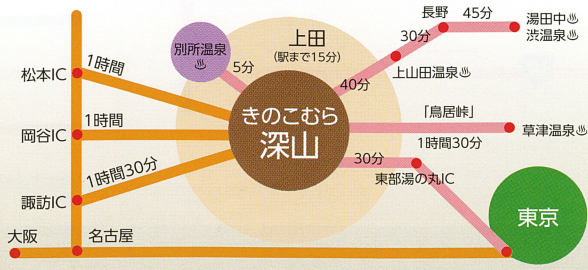 長野
45分
湯田中♨
渋温泉♨
30分
上田
(駅まで15分)
別所温泉
♨
5分
上山田温泉♨
40分
松本IC
1時間
きのこむら
深山
「鳥居峠」
草津温泉♨
1時間30分
岡谷IC
1時間
30分
東部湯の丸IC
諏訪IC
1時間30分
東京
大阪
名古屋